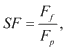 SF = F_f / F_p,